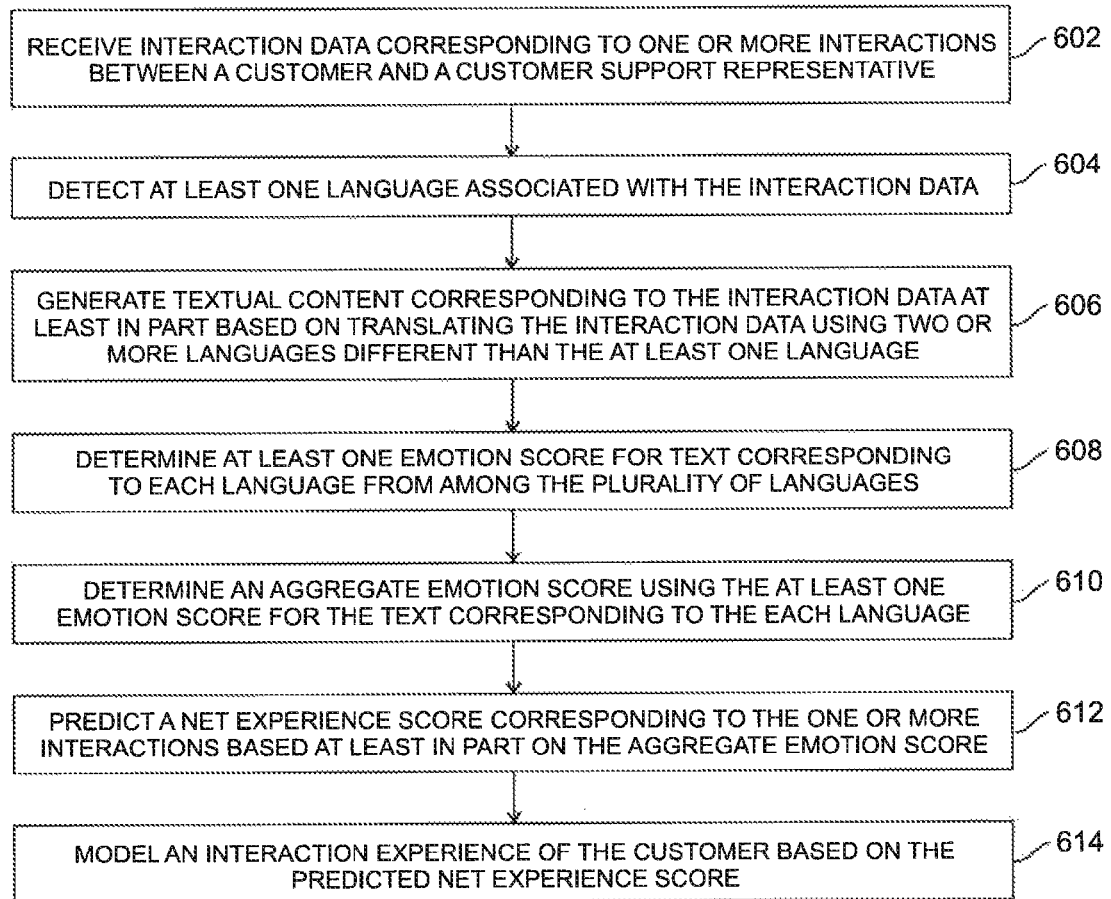 RECEIVE INTERACTION DATA CORRESPONDING TO ONE OR MORE INTERACTIONS
BETWEEN A CUSTOMER AND A CUSTOMER SUPPORT REPRESENTATIVE
602
DETECT AT LEAST ONE LANGUAGE ASSOCIATED WITH THE INTERACTION DATA
604
GENERATE TEXTUAL CONTENT CORRESPONDING TO THE INTERACTION DATA AT
LEAST IN PART BASED ON TRANSLATING THE INTERACTION DATA USING TWO OR
MORE LANGUAGES DIFFERENT THAN THE AT LEAST ONE LANGUAGE
606
DETERMINE AT LEAST ONE EMOTION SCORE FOR TEXT CORRESPONDING
TO EACH LANGUAGE FROM AMONG THE PLURALITY OF LANGUAGES
608
DETERMINE AN AGGREGATE EMOTION SCORE USING THE AT LEAST ONE
EMOTION SCORE FOR THE TEXT CORRESPONDING TO THE EACH LANGUAGE
610
PREDICT A NET EXPERIENCE SCORE CORRESPONDING TO THE ONE OR MORE
INTERACTIONS BASED AT LEAST IN PART ON THE AGGREGATE EMOTION SCORE
612
MODEL AN INTERACTION EXPERIENCE OF THE CUSTOMER BASED ON THE
PREDICTED NET EXPERIENCE SCORE
614